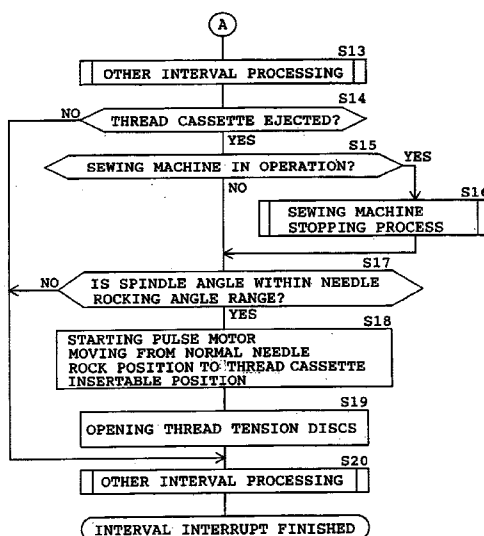 A
S13
OTHER INTERVAL PROCESSING
S14
NO
THREAD CASSETTE EJECTED?
YES
S15
SEWING MACHINE IN OPERATION?
YES
NO
S16
SEWING MACHINE
STOPPING PROCESS
S17
NO
IS SPINDLE ANGLE WITHIN NEEDLE
ROCKING ANGLE RANGE?
YES
S18
STARTING PULSE MOTOR
MOVING FROM NORMAL NEEDLE
ROCK POSITION TO THREAD CASSETTE
INSERTABLE POSITION
S19
OPENING THREAD TENSION DISCS
S20
OTHER INTERVAL PROCESSING
INTERVAL INTERRUPT FINISHED